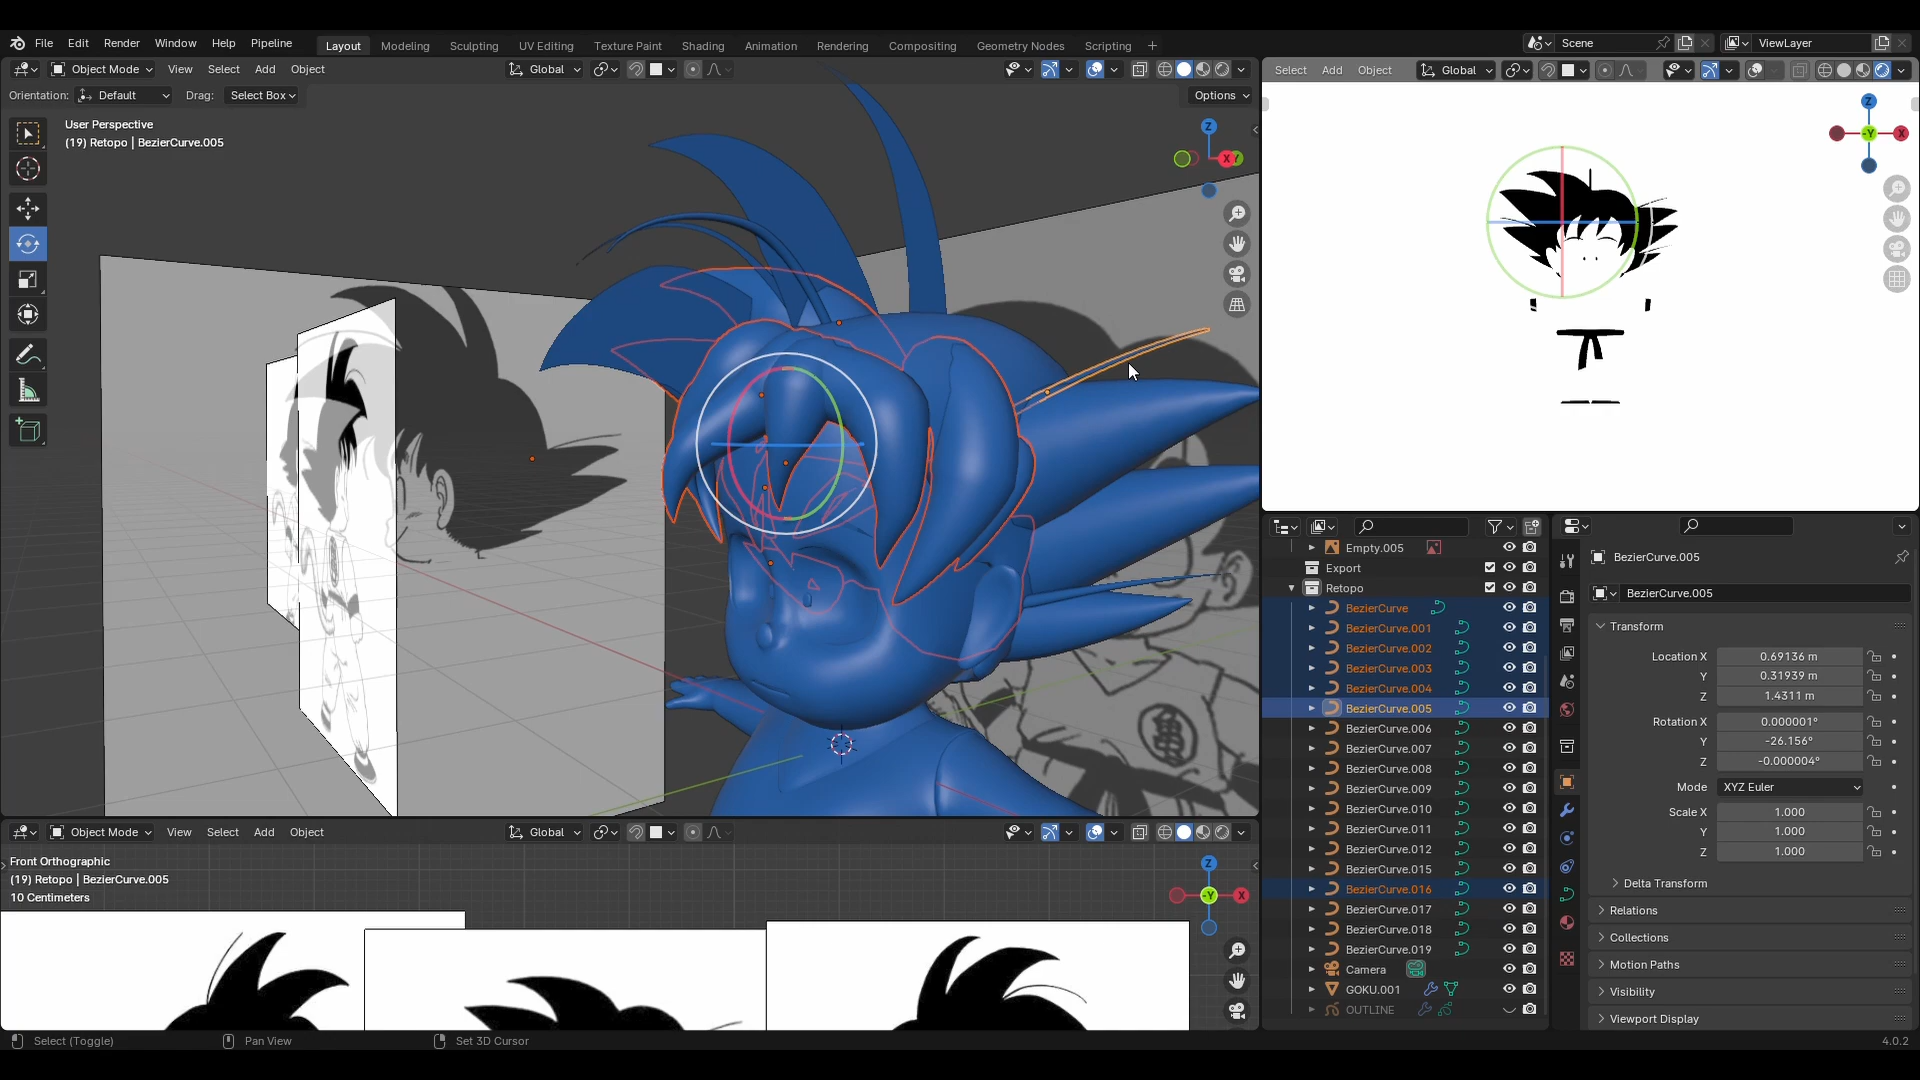 File Edit Render Window Help Pipeline Layout Modeling Sculpting UV Editing Texture Paint Shading Animation Rendering Compositing Geometry Nodes Scripting + Scene ViewLayer
Object Mode View Select Add Object Global
Select Add Object Global
Orientation: Default Drag: Select Box Options
User Perspective
(19) Retopo | BezierCurve.005
Z
X
Y
Z
-Y
X
Empty.005
Export
Retopo
BezierCurve
BezierCurve.001
BezierCurve.002
BezierCurve.003
BezierCurve.004
BezierCurve.005
BezierCurve.006
BezierCurve.007
BezierCurve.008
BezierCurve.009
BezierCurve.010
BezierCurve.011
BezierCurve.012
BezierCurve.015
BezierCurve.016
BezierCurve.017
BezierCurve.018
BezierCurve.019
Camera
GOKU.001
OUTLINE
BezierCurve.005
BezierCurve.005
Transform
Location X 0.69136 m
Y 0.31939 m
Z 1.4311 m
Rotation X 0.000001°
Y -26.156°
Z -0.000004°
Mode XYZ Euler
Scale X 1.000
Y 1.000
Z 1.000
Delta Transform
Relations
Collections
Motion Paths
Visibility
Viewport Display
Object Mode View Select Add Object Global
Front Orthographic
(19) Retopo | BezierCurve.005
10 Centimeters
Z
-Y
X
Select (Toggle) Pan View Set 3D Cursor 4.0.2